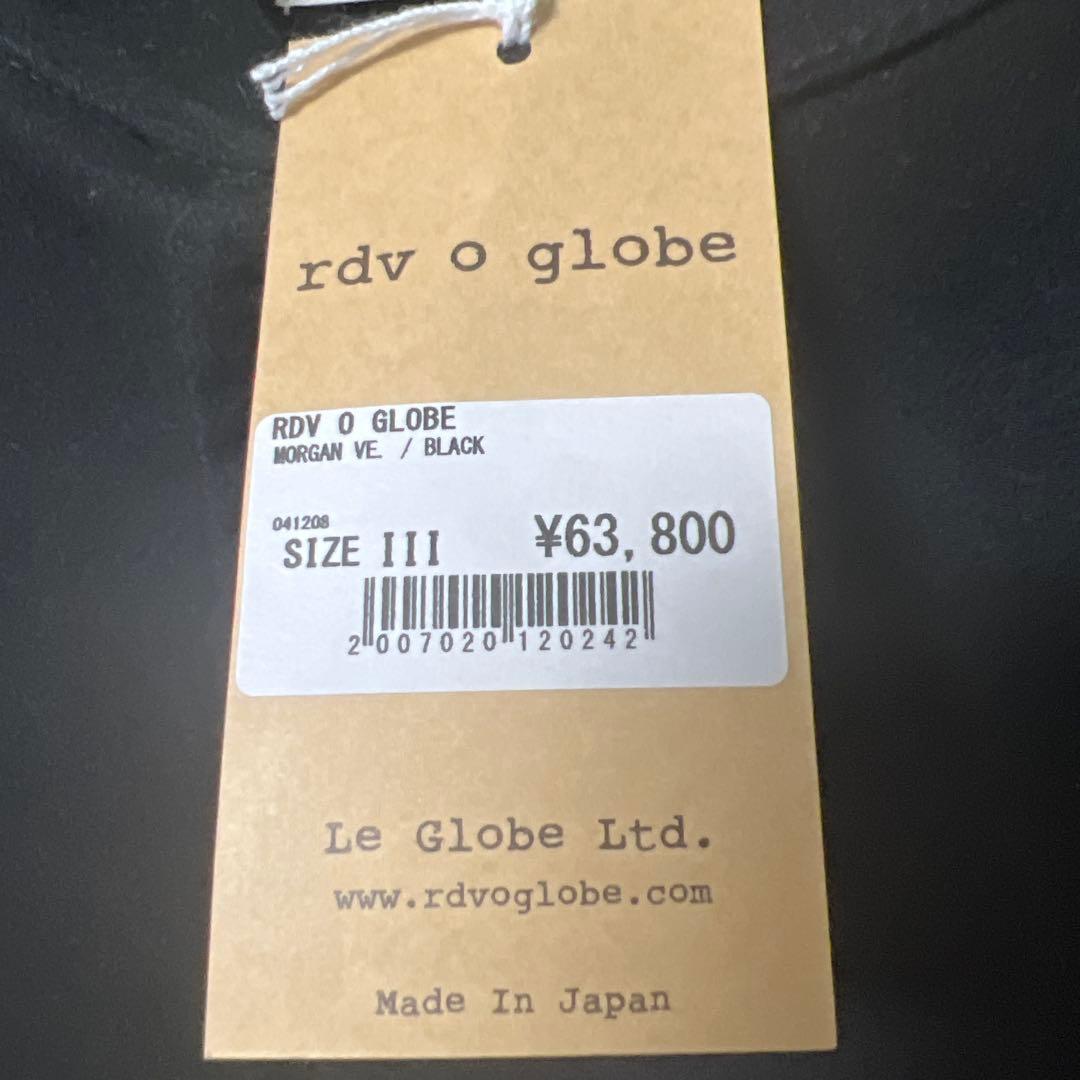 rdv o globe
RDV O GLOBE
MORGAN VE. / BLACK
041208
SIZE III ¥63,800
2 007020 120242
Le Globe Ltd.
www.rdvoglobe.com
Made In Japan